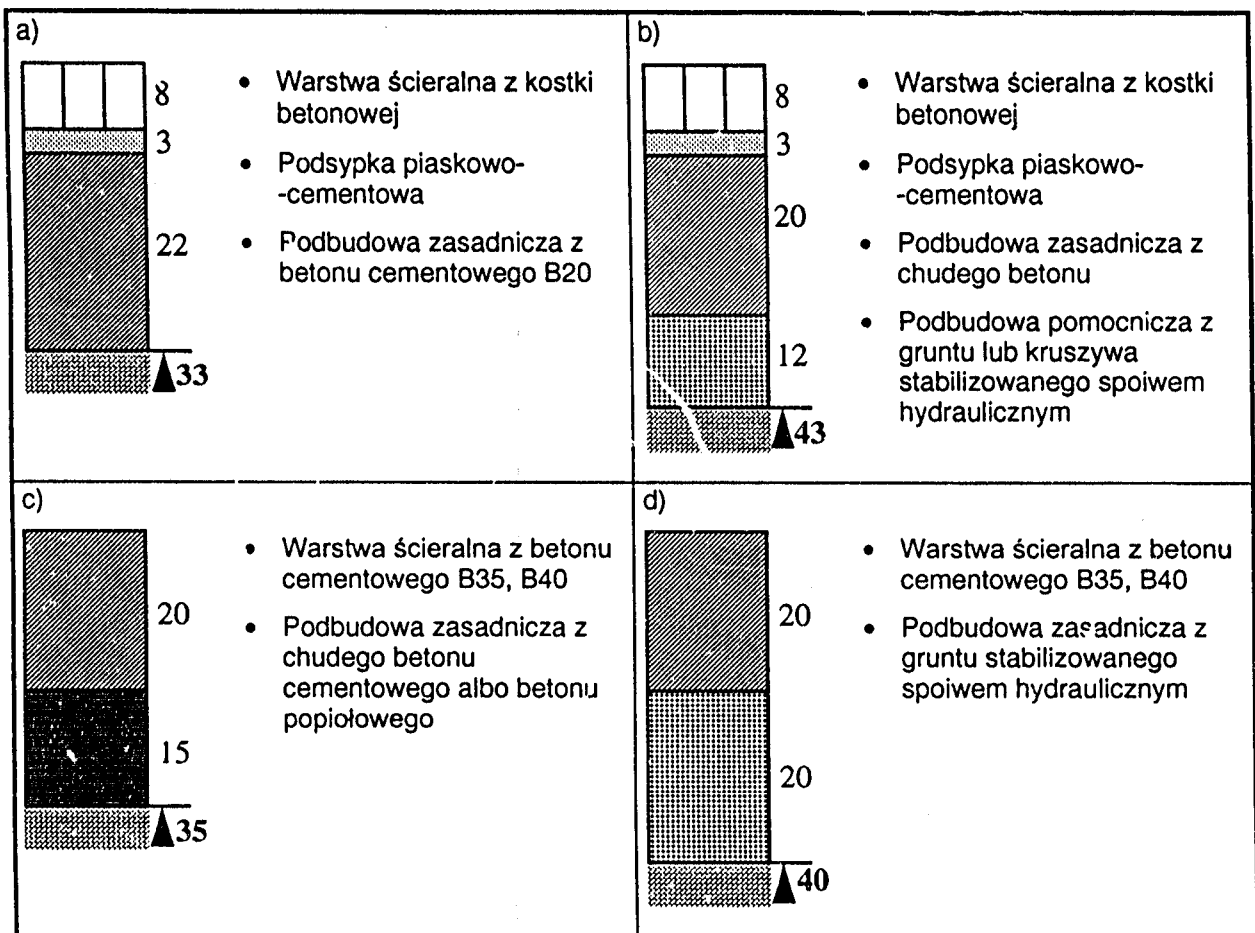 a)
8
3
22
33
• Warstwa ścieralna z kostki
betonowej
• Podsypka piaskowo-
-cementowa
• Podbudowa zasadnicza z
betonu cementowego B20
b)
8
3
20
12
43
• Warstwa ścieralna z kostki
betonowej
• Podsypka piaskowo-
-cementowa
• Podbudowa zasadnicza z
chudego betonu
• Podbudowa pomocnicza z
gruntu lub kruszywa
stabilizowanego spoiwem
hydraulicznym
c)
20
15
35
• Warstwa ścieralna z betonu
cementowego B35, B40
• Podbudowa zasadnicza z
chudego betonu
cementowego albo betonu
popiołowego
d)
20
20
40
• Warstwa ścieralna z betonu
cementowego B35, B40
• Podbudowa zasadnicza z
gruntu stabilizowanego
spoiwem hydraulicznym